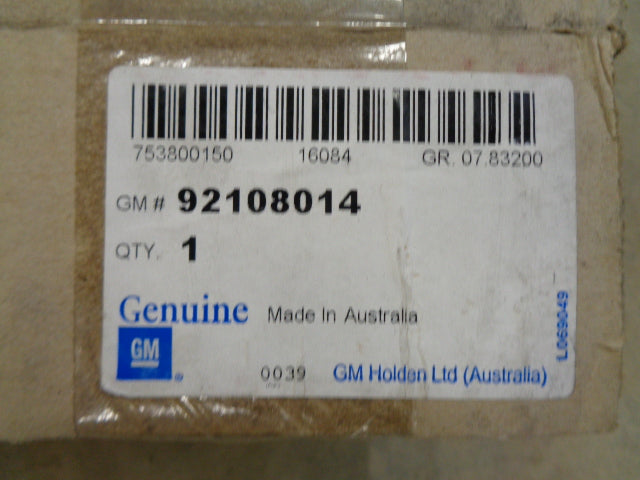 753800150 16084 GR. 07.83200
GM # 92108014
QTY. 1
Genuine Made In Australia
GM
®
0039 GM Holden Ltd (Australia)
L069049